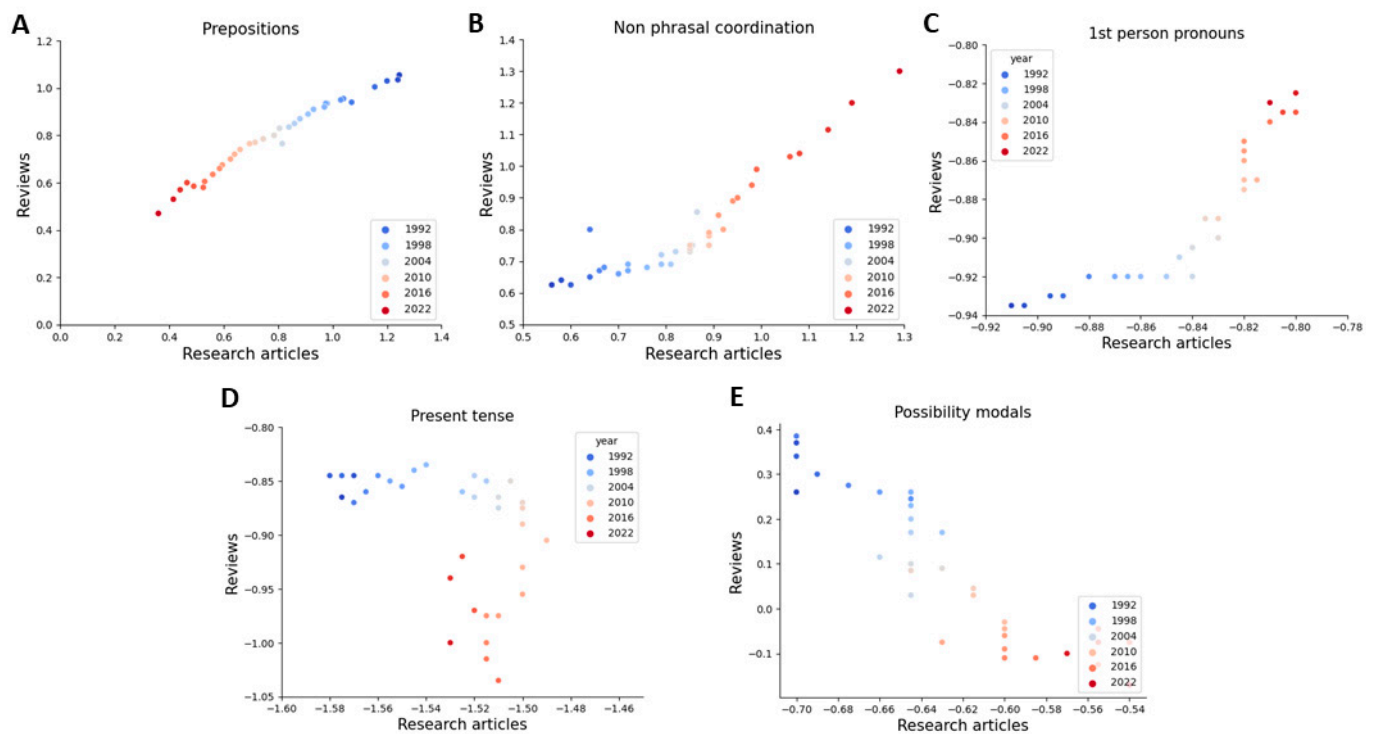 A
Prepositions
1.2
1.0
0.8
0.6
0.4
0.2
0.0
Reviews
1992
1998
2004
2010
2016
2022
0.0 0.2 0.4 0.6 0.8 1.0 1.2 1.4
Research articles
B
Non phrasal coordination
1.4
1.3
1.2
1.1
1.0
0.9
0.8
0.7
0.6
0.5
Reviews
1992
1998
2004
2010
2016
2022
0.5 0.6 0.7 0.8 0.9 1.0 1.1 1.2 1.3
Research articles
C
1st person pronouns
−0.80
−0.82
−0.84
−0.86
−0.88
−0.90
−0.92
−0.94
Reviews
year
1992
1998
2004
2010
2016
2022
−0.92 −0.90 −0.88 −0.86 −0.84 −0.82 −0.80 −0.78
Research articles
D
Present tense
−0.80
−0.85
−0.90
−0.95
−1.00
−1.05
Reviews
year
1992
1998
2004
2010
2016
2022
−1.60 −1.58 −1.56 −1.54 −1.52 −1.50 −1.48 −1.46
Research articles
E
Possibility modals
0.4
0.3
0.2
0.1
0.0
−0.1
Reviews
1992
1998
2004
2010
2016
2022
−0.70 −0.68 −0.66 −0.64 −0.62 −0.60 −0.58 −0.56 −0.54
Research articles